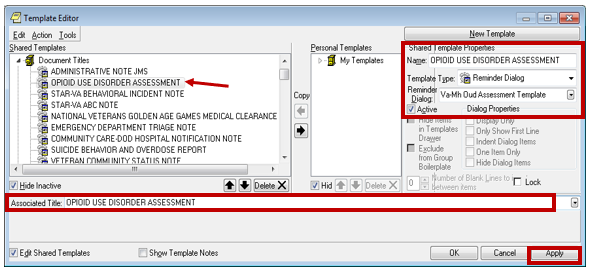 Template Editor
Edit Action Tools
New Template
Shared Templates
Personal Templates
Shared Template Properties
Document Titles
ADMINISTRATIVE NOTE JMS
OPIOID USE DISORDER ASSESSMENT
STAR-VA BEHAVIORAL INCIDENT NOTE
STAR-VA ABC NOTE
NATIONAL VETERANS GOLDEN AGE GAMES MEDICAL CLEARANCE
EMERGENCY DEPARTMENT TRIAGE NOTE
COMMUNITY CARE-DOD HOSPITAL NOTIFICATION NOTE
SUICIDE BEHAVIOR AND OVERDOSE REPORT
VETERAN COMMUNITY STATUS NOTE
Copy
My Templates
Name: OPIOID USE DISORDER ASSESSMENT
Template Type: Reminder Dialog
Reminder Dialog: Va-Mh Oud Assessment Template
Active
Dialog Properties
Hide Items in Templates Drawer
Exclude from Group Boilerplate
Display Only
Only Show First Line
Indent Dialog Items
One Item Only
Hide Dialog Items
0
Number of Blank Lines to
between items
Lock
Hide Inactive
Delete
Hid
Delete
Associated Title: OPIOID USE DISORDER ASSESSMENT
Edit Shared Templates
Show Template Notes
OK
Cancel
Apply